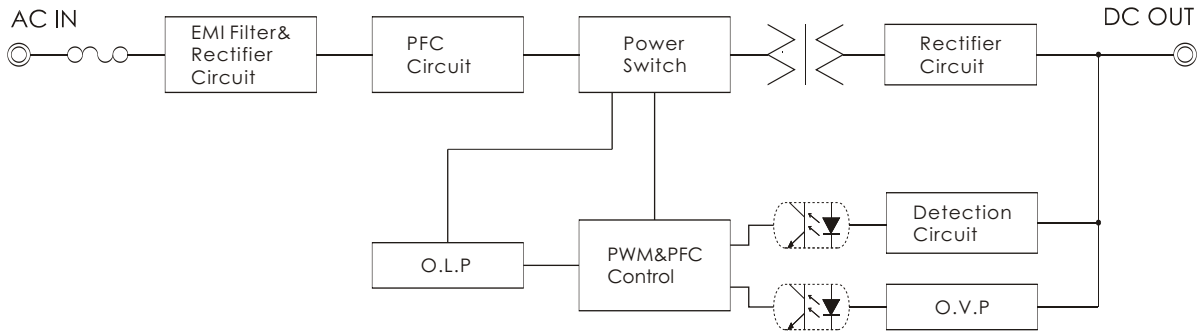 AC IN
DC OUT
EMI Filter&
Rectifier
Circuit
PFC
Circuit
Power
Switch
Rectifier
Circuit
Detection
Circuit
PWM&PFC
Control
O.L.P
O.V.P